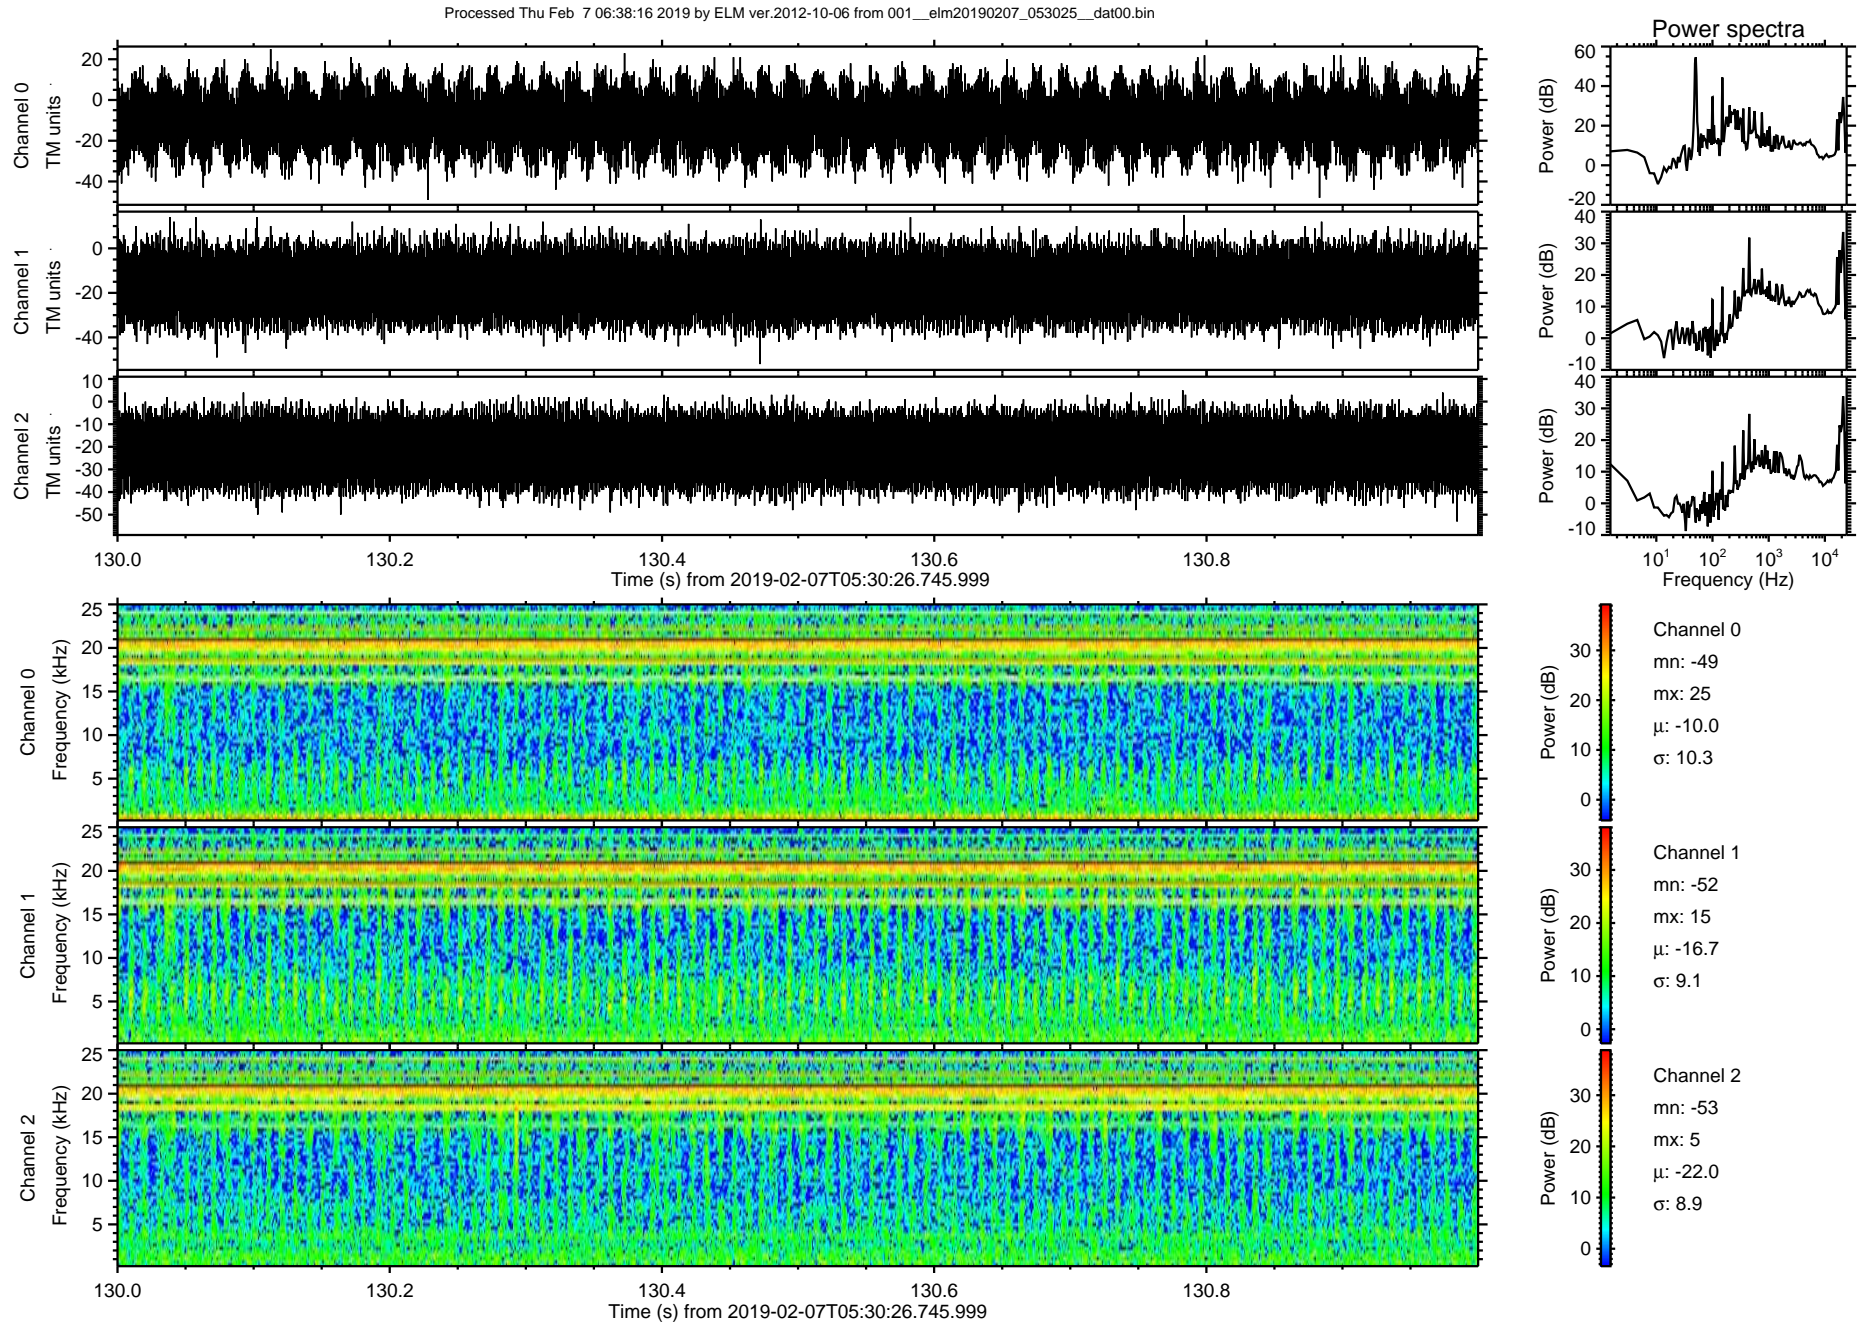 Processed Thu Feb  7 06:38:16 2019 by ELM ver.2012-10-06 from 001__elm20190207_053025__dat00.bin
Power spectra
Channel 0
TM units
20
0
-20
-40
Power (dB)
60
40
20
0
-20
Channel 1
TM units
0
-20
-40
Power (dB)
40
30
20
10
0
-10
Channel 2
TM units
10
0
-10
-20
-30
-40
-50
Power (dB)
40
30
20
10
0
-10
130.0 130.2 130.4 130.6 130.8
Time (s) from 2019-02-07T05:30:26.745.999
10¹ 10² 10³ 10⁴
Frequency (Hz)
Channel 0
Frequency (kHz)
25
20
15
10
5
Power (dB)
30
20
10
0
Channel 0
mn: -49
mx: 25
μ: -10.0
σ: 10.3
Channel 1
Frequency (kHz)
25
20
15
10
5
Power (dB)
30
20
10
0
Channel 1
mn: -52
mx: 15
μ: -16.7
σ: 9.1
Channel 2
Frequency (kHz)
25
20
15
10
5
Power (dB)
30
20
10
0
Channel 2
mn: -53
mx: 5
μ: -22.0
σ: 8.9
130.0 130.2 130.4 130.6 130.8
Time (s) from 2019-02-07T05:30:26.745.999